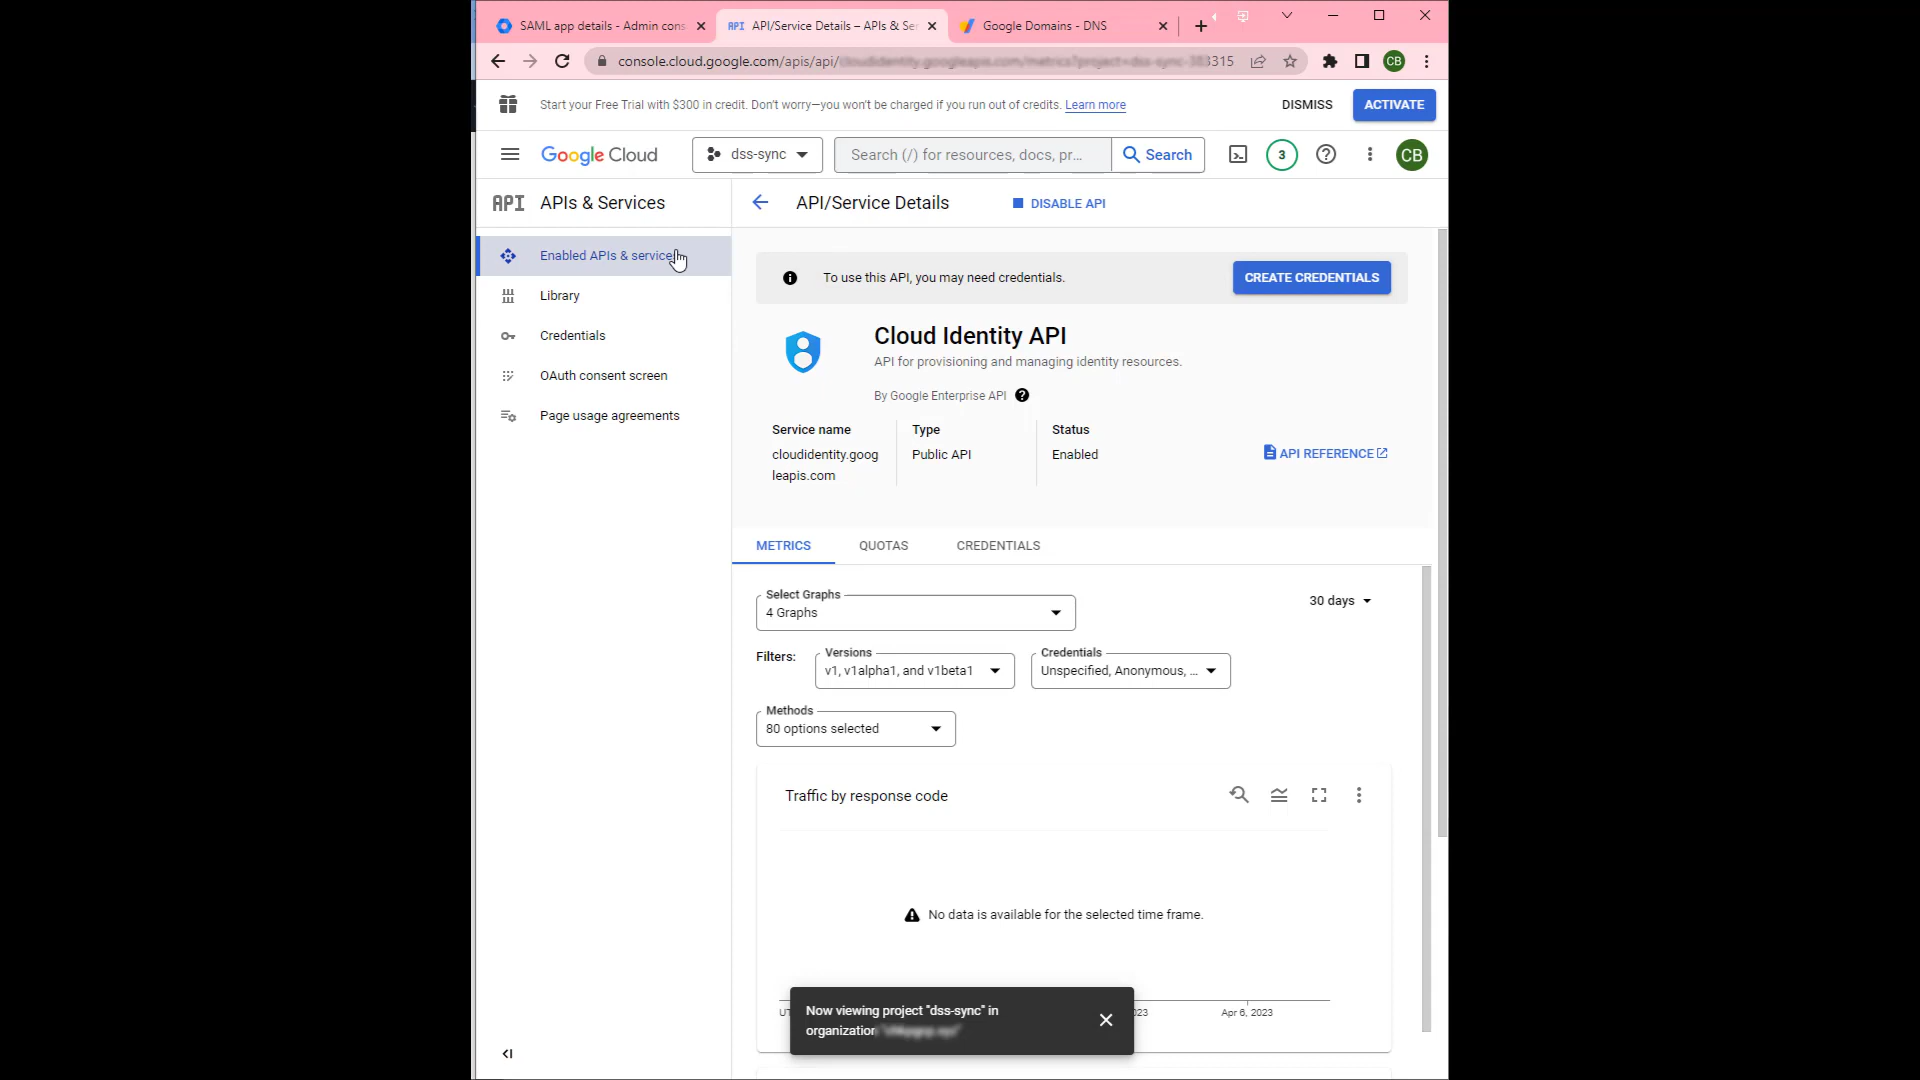 SAML app details - Admin cons
API API/Service Details – APIs & Ser
Google Domains - DNS
console.cloud.google.com/apis/api/cloudidentity.googleapis.com/metrics?project=dss-sync-383315
CB
Start your Free Trial with $300 in credit. Don't worry—you won't be charged if you run out of credits. Learn more
DISMISS
ACTIVATE
Google Cloud
dss-sync
Search (/) for resources, docs, pr...
Search
3
CB
API APIs & Services
API/Service Details
DISABLE API
Enabled APIs & services
Library
Credentials
OAuth consent screen
Page usage agreements
To use this API, you may need credentials.
CREATE CREDENTIALS
Cloud Identity API
API for provisioning and managing identity resources.
By Google Enterprise API
Service name
cloudidentity.goog
leapis.com
Type
Public API
Status
Enabled
API REFERENCE
METRICS
QUOTAS
CREDENTIALS
Select Graphs
4 Graphs
30 days
Filters:
Versions
v1, v1alpha1, and v1beta1
Credentials
Unspecified, Anonymous, ...
Methods
80 options selected
Traffic by response code
No data is available for the selected time frame.
Now viewing project "dss-sync" in
organization
UT
023
Apr 6, 2023